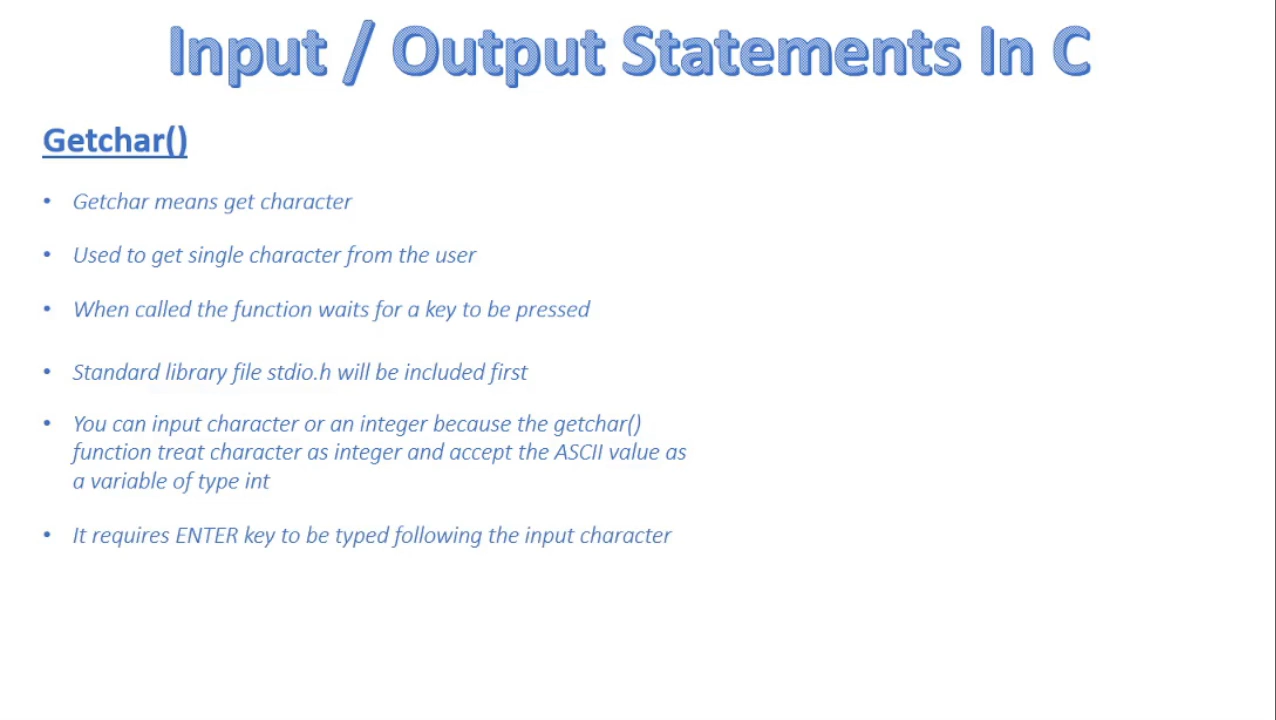 Input / Output Statements In C
Getchar()
• Getchar means get character
• Used to get single character from the user
• When called the function waits for a key to be pressed
• Standard library file stdio.h will be included first
• You can input character or an integer because the getchar()
function treat character as integer and accept the ASCII value as
a variable of type int
• It requires ENTER key to be typed following the input character